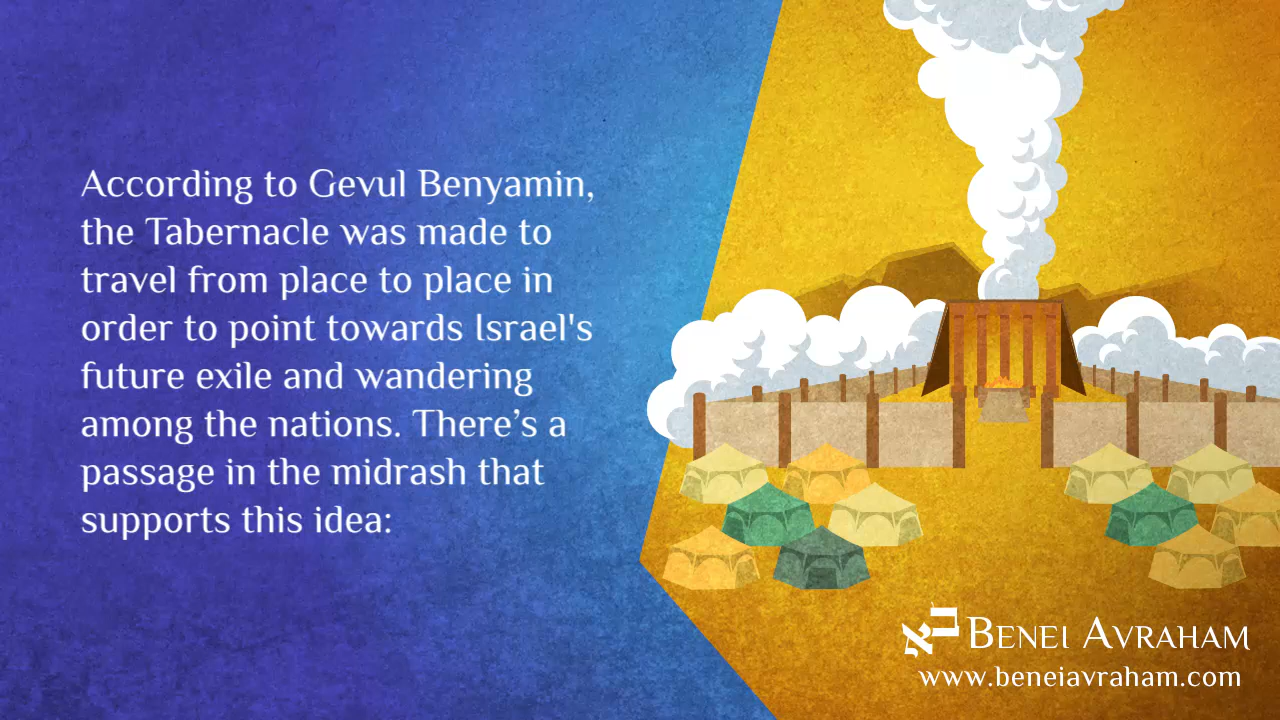 According to Gevul Benyamin,
the Tabernacle was made to
travel from place to place in
order to point towards Israel's
future exile and wandering
among the nations. There’s a
passage in the midrash that
supports this idea:
בא BENEI AVRAHAM
www.beneiavraham.com